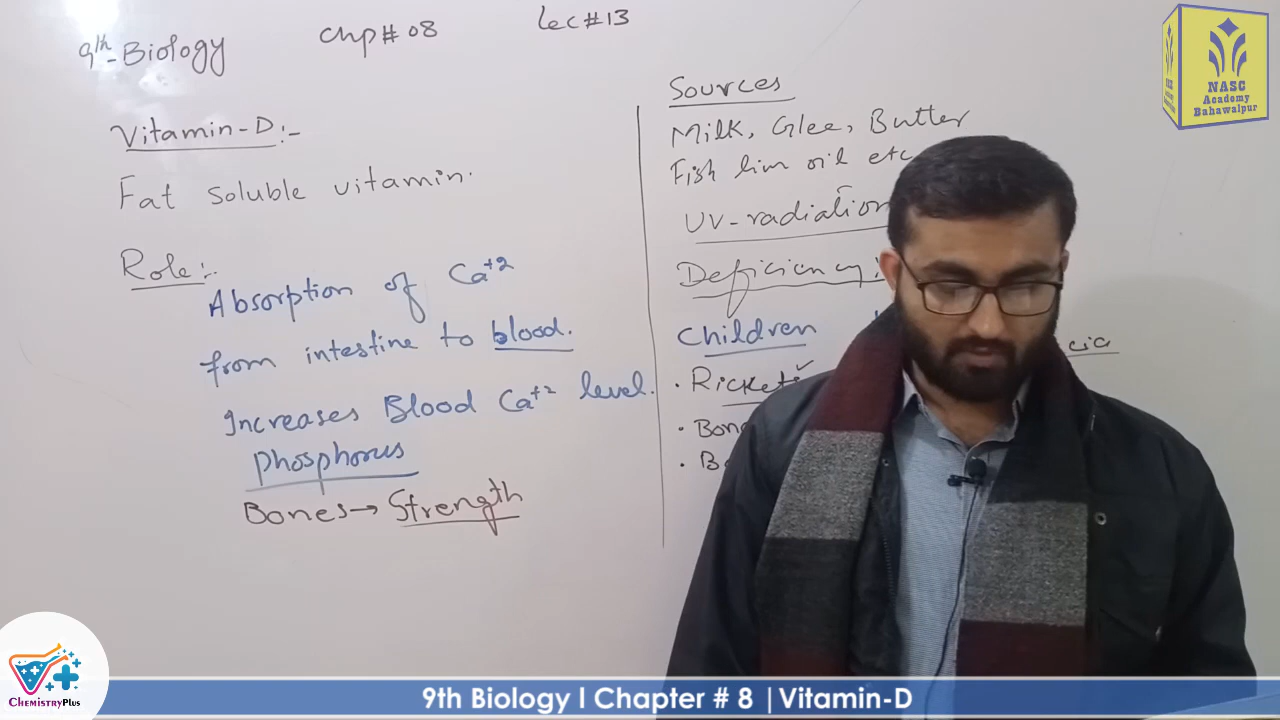 9th-Biology
Chp# 08
Lec#13
Vitamin-D:-
Fat soluble vitamin.
Role:-
Absorption of Ca+2
from intestine to blood.
Increases Blood Ca+2 level.
phosphorus
Bones→ Strength
Sources
Milk, Ghee, Butter
Fish liver oil etc
UV-radiation
Deficiency:
Children
· Rickets ✓
NASC
Academy
Bahawalpur
ChemistryPlus
9th Biology I Chapter # 8 | Vitamin-D